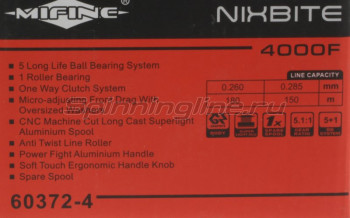 MIFINE
NIXBITE
4000F
5 Long Life Ball Bearing System
1 Roller Bearing
One Way Clutch System
Micro-adjusting Front Drag With
Oversized Washers
CNC Machine Cut Long Cast Superlight
Aluminium Spool
Anti Twist Line Roller
Power Fight Aluminium Handle
Soft Touch Ergonomic Handle Knob
Spare Spool
LINE CAPACITY
0.260 0.285 mm
180 150 m
1x 5.1:1 5+1
60372-4